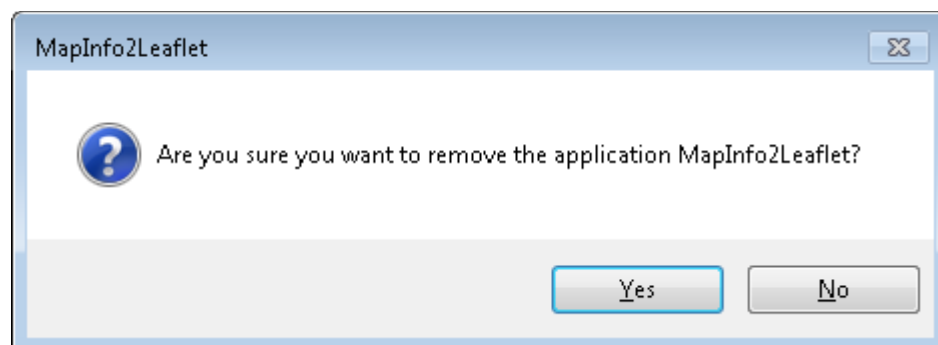 MapInfo2Leaflet
Are you sure you want to remove the application MapInfo2Leaflet?
Yes
No